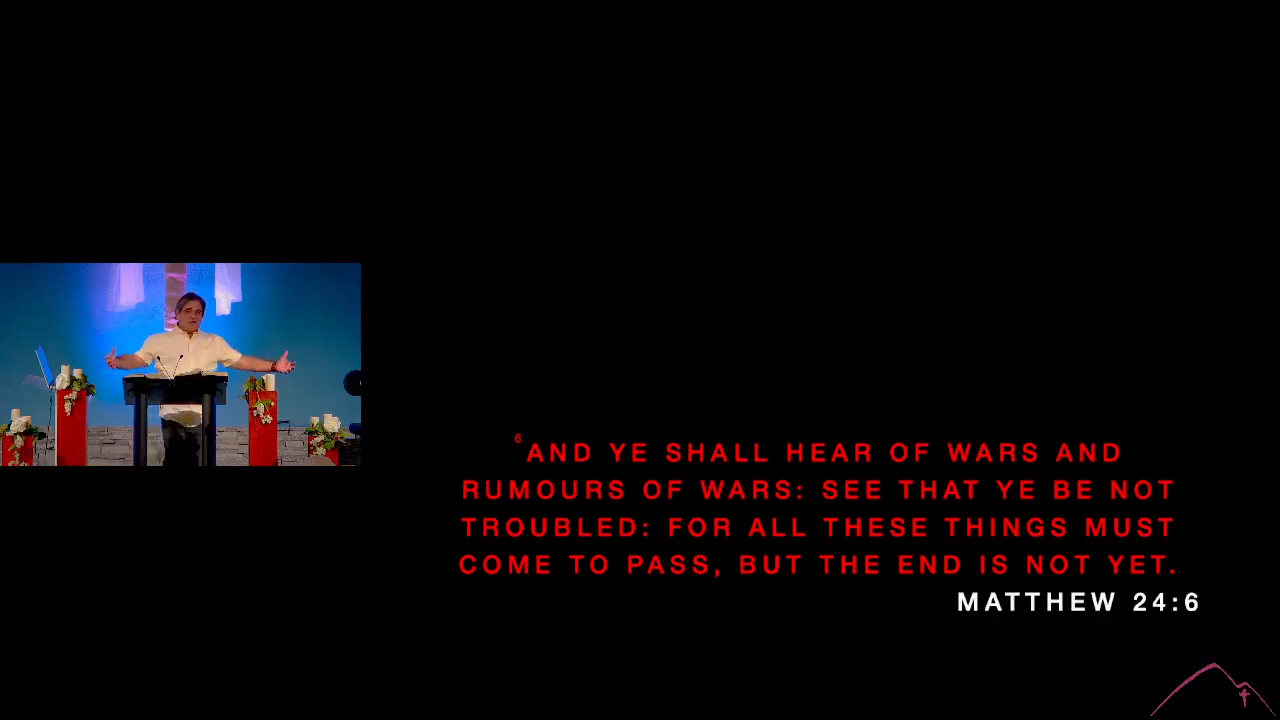 6AND YE SHALL HEAR OF WARS AND
RUMOURS OF WARS: SEE THAT YE BE NOT
TROUBLED: FOR ALL THESE THINGS MUST
COME TO PASS, BUT THE END IS NOT YET.
MATTHEW 24:6